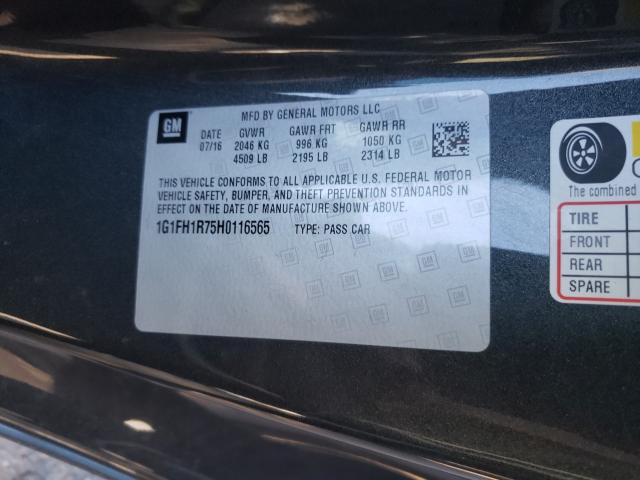 GM
MFD BY GENERAL MOTORS LLC
DATE GVWR GAWR FRT GAWR RR
07/16 2046 KG 996 KG 1050 KG
4509 LB 2195 LB 2314 LB
THIS VEHICLE CONFORMS TO ALL APPLICABLE U.S. FEDERAL MOTOR
VEHICLE SAFETY, BUMPER, AND THEFT PREVENTION STANDARDS IN
EFFECT ON THE DATE OF MANUFACTURE SHOWN ABOVE.
1G1FH1R75H0116565 TYPE: PASS CAR
The combined
TIRE
FRONT
REAR
SPARE